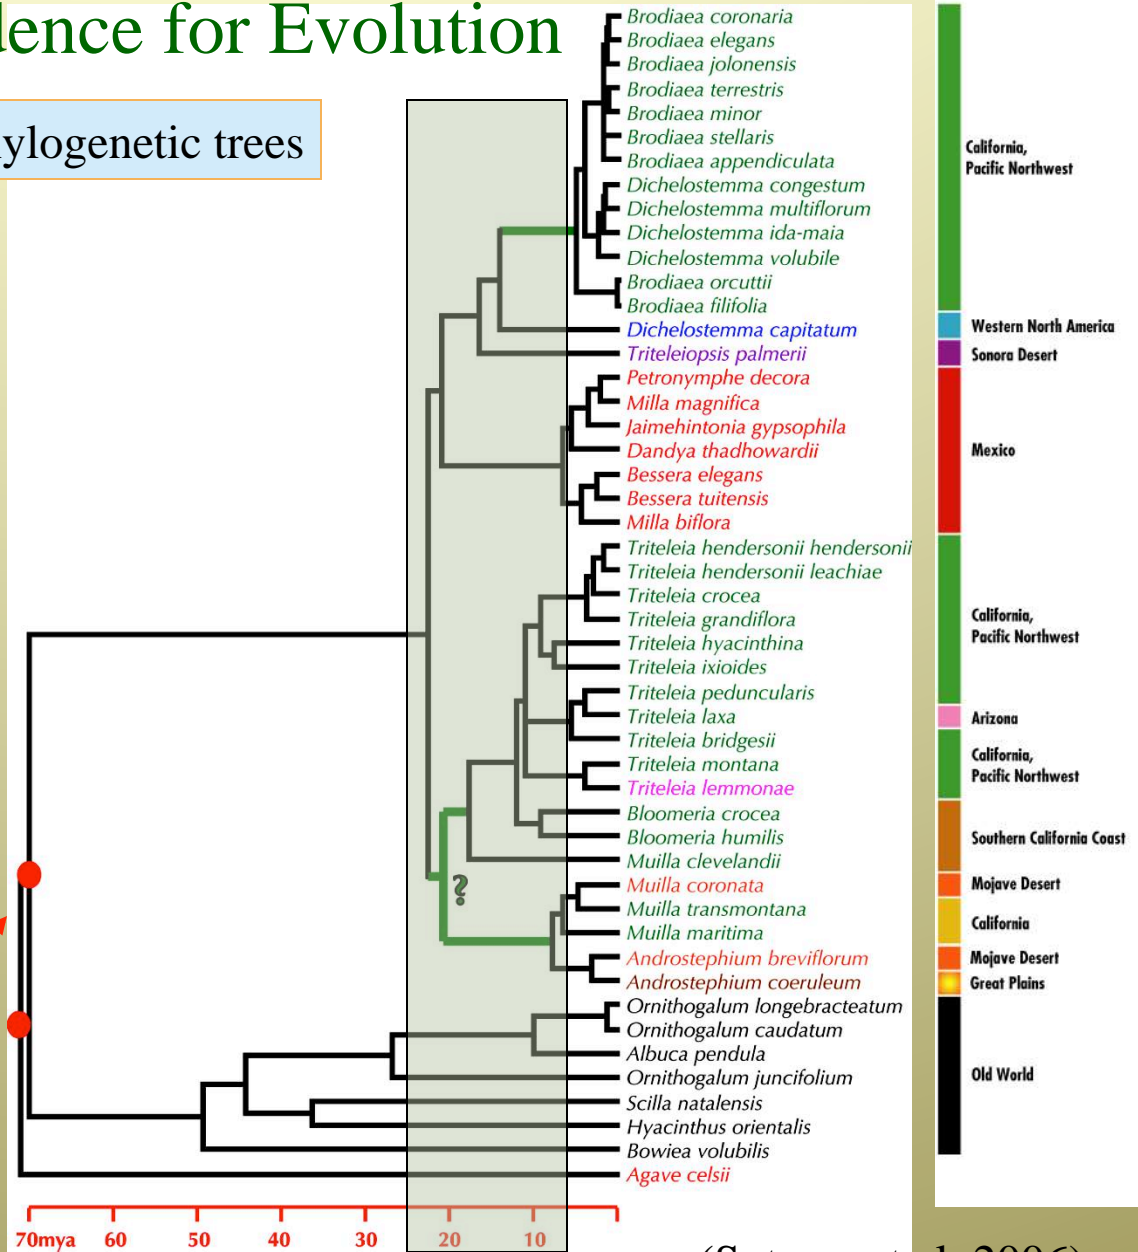 dence for Evolution
ylogenetic trees
Brodiaea coronaria
Brodiaea elegans
Brodiaea jolonensis
Brodiaea terrestris
Brodiaea minor
Brodiaea stellaris
Brodiaea appendiculata
Dichelostemma congestum
Dichelostemma multiflorum
Dichelostemma ida-maia
Dichelostemma volubile
Brodiaea orcuttii
Brodiaea filifolia
Dichelostemma capitatum
Triteleiopsis palmerii
Petronymphe decora
Milla magnifica
Jaimehintonia gypsophila
Dandya thadhowardii
Bessera elegans
Bessera tuitensis
Milla biflora
Triteleia hendersonii hendersonii
Triteleia hendersonii leachiae
Triteleia crocea
Triteleia grandiflora
Triteleia hyacinthina
Triteleia ixioides
Triteleia peduncularis
Triteleia laxa
Triteleia bridgesii
Triteleia montana
Triteleia lemmonae
Bloomeria crocea
Bloomeria humilis
Muilla clevelandii
Muilla coronata
Muilla transmontana
Muilla maritima
Androstephium breviflorum
Androstephium coeruleum
Ornithogalum longebracteatum
Ornithogalum caudatum
Albuca pendula
Ornithogalum juncifolium
Scilla natalensis
Hyacinthus orientalis
Bowiea volubilis
Agave celsii
?
California,
Pacific Northwest
Western North America
Sonora Desert
Mexico
California,
Pacific Northwest
Arizona
California,
Pacific Northwest
Southern California Coast
Mojave Desert
California
Mojave Desert
Great Plains
Old World
70mya 60 50 40 30 20 10
2006)